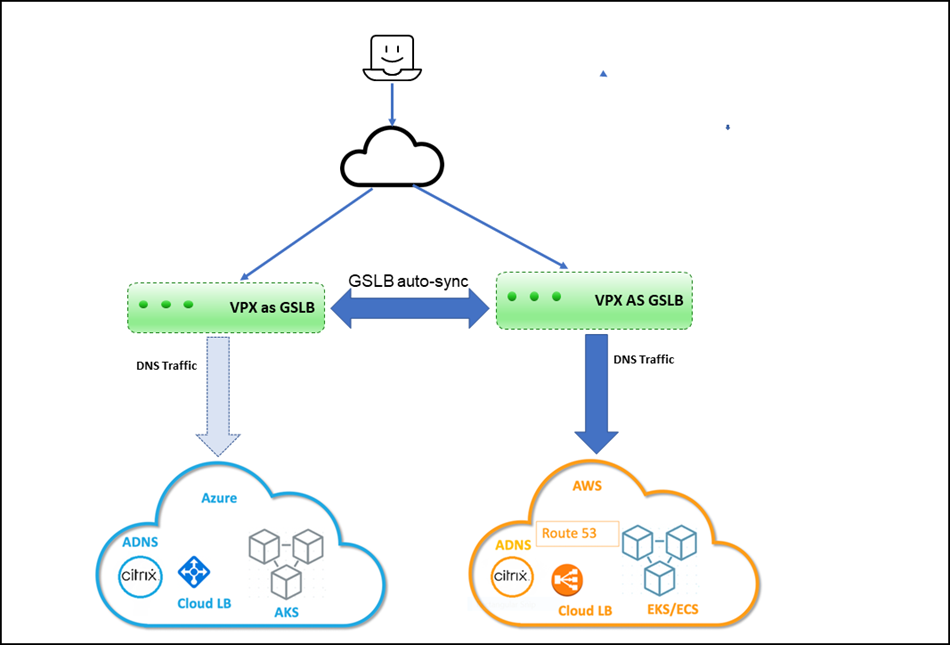 GSLB auto-sync
VPX as GSLB
VPX AS GSLB
DNS Traffic
DNS Traffic
Azure
ADNS
citrix
Cloud LB
AKS
AWS
Route 53
ADNS
citrix
Cloud LB
EKS/ECS